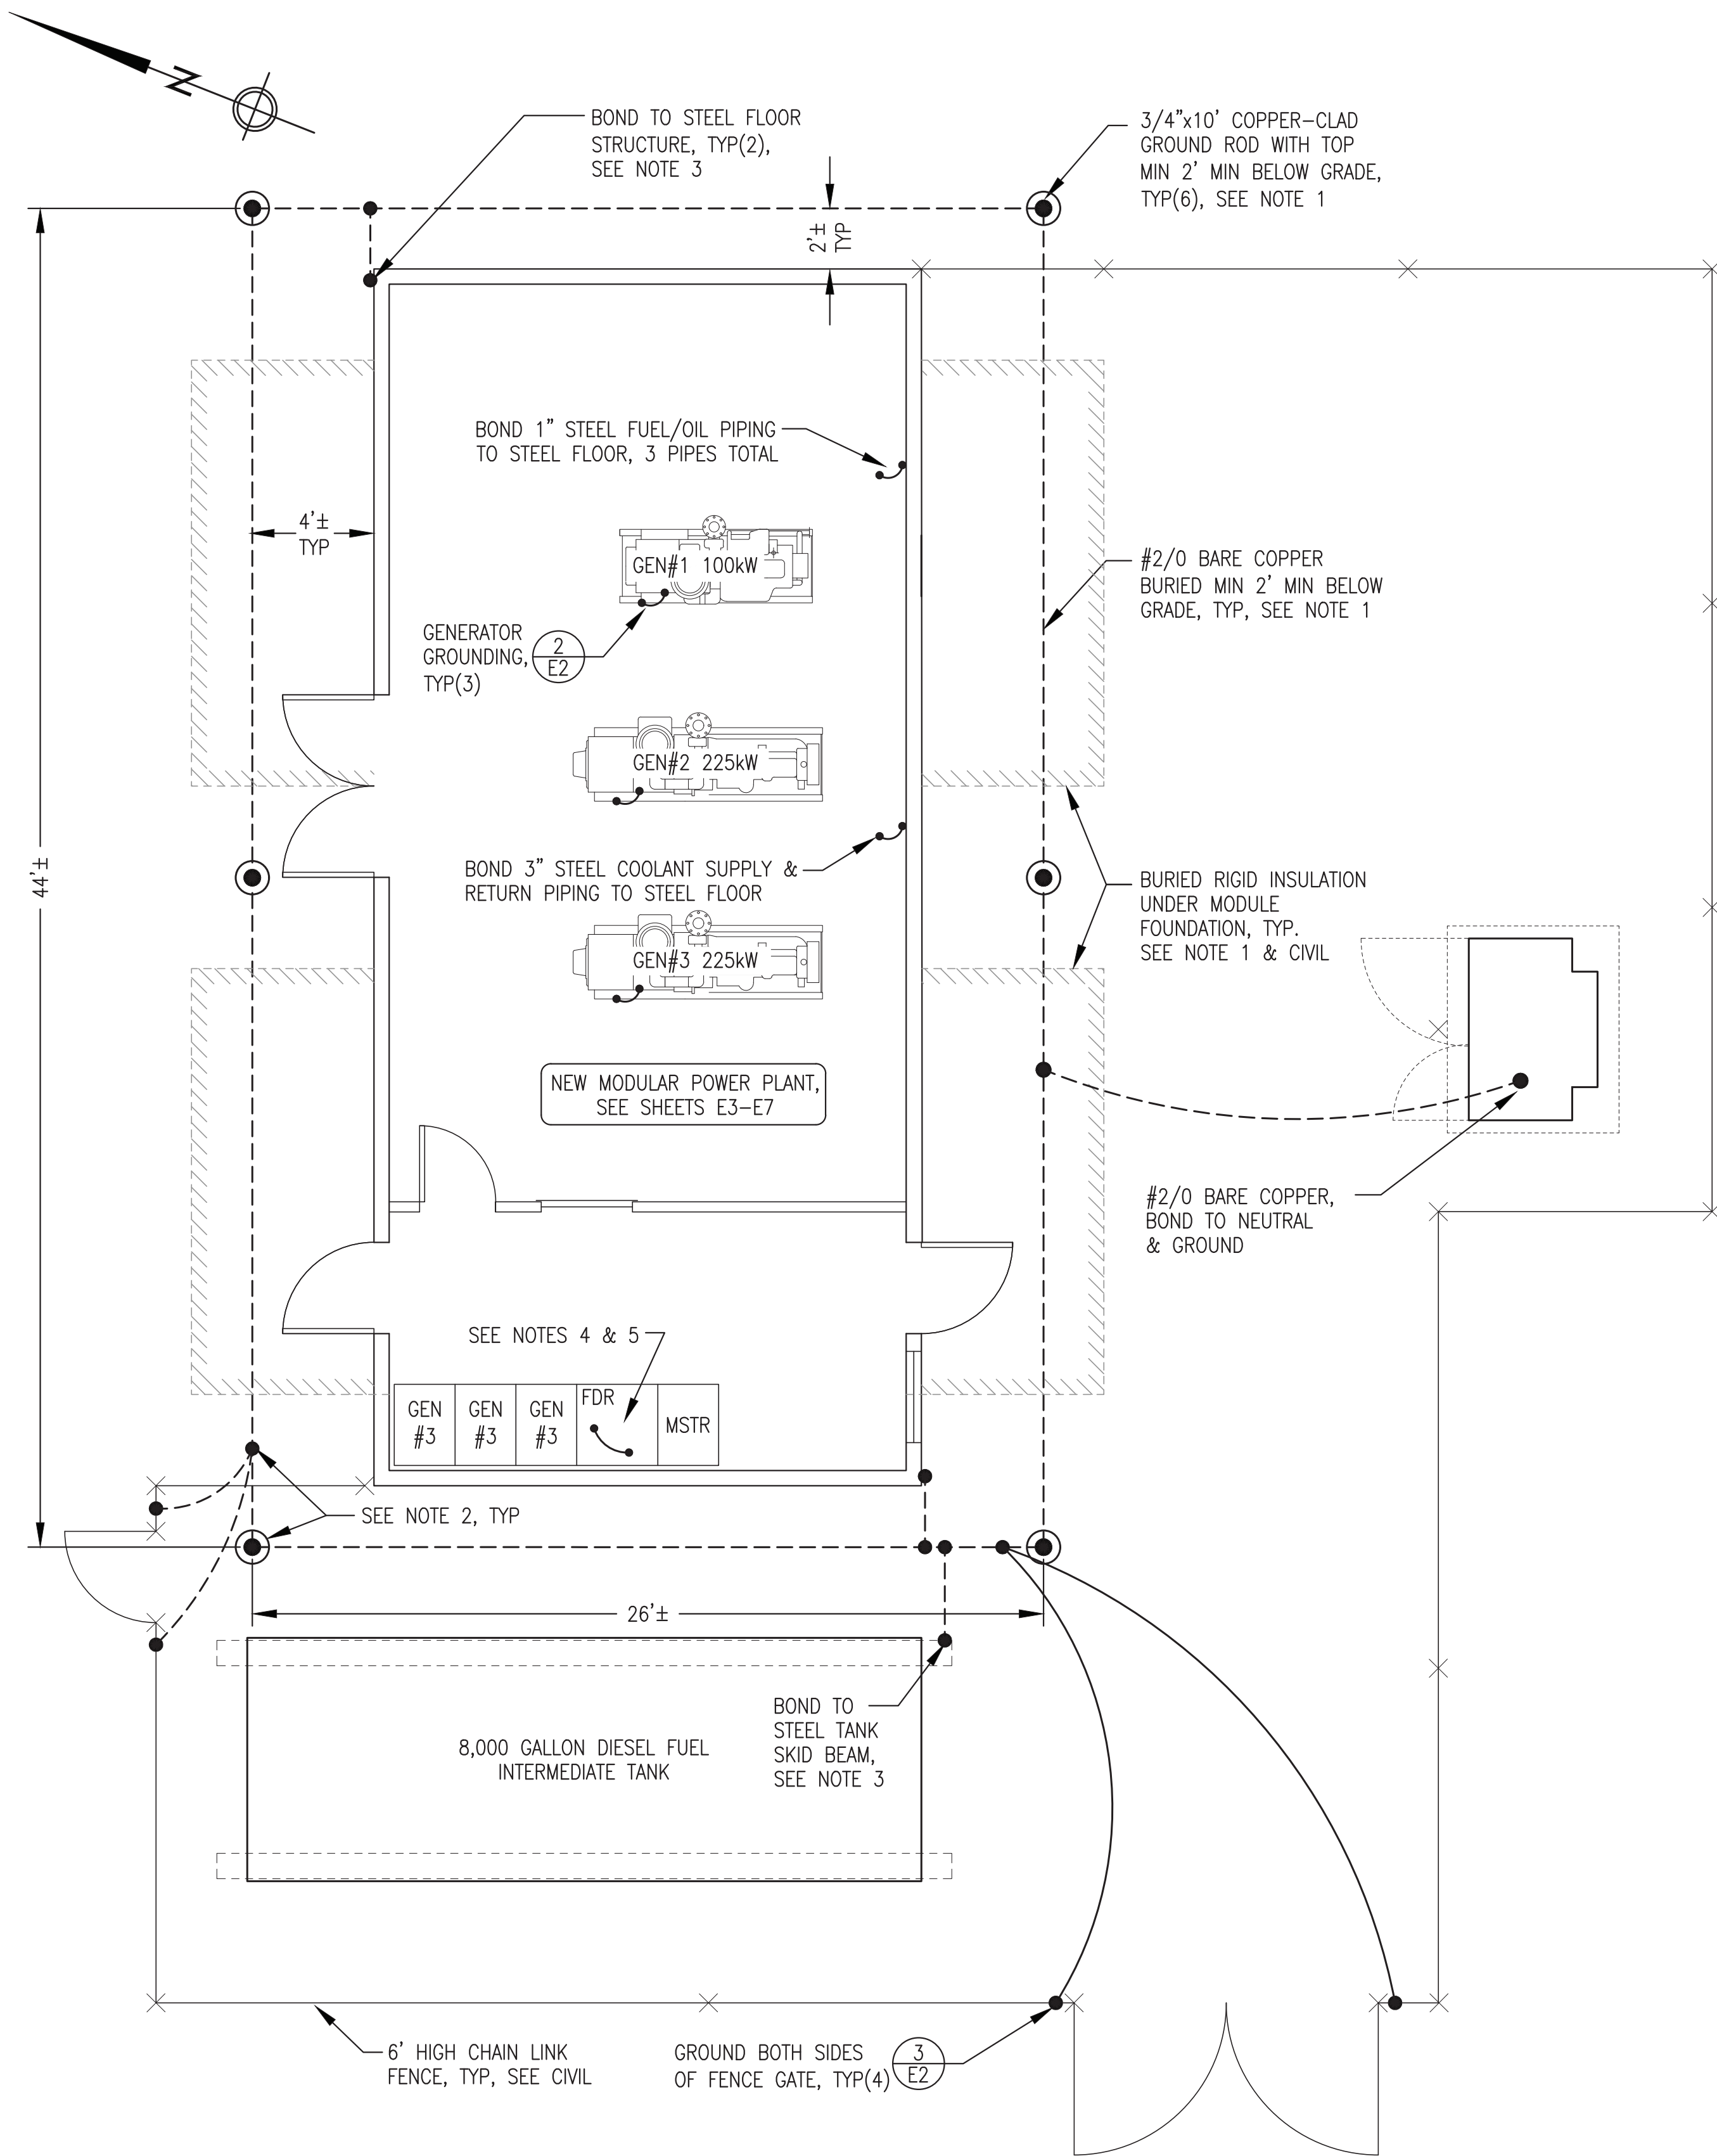 N
BOND TO STEEL FLOOR
STRUCTURE, TYP(2),
SEE NOTE 3
3/4"x10' COPPER-CLAD
GROUND ROD WITH TOP
MIN 2' MIN BELOW GRADE,
TYP(6), SEE NOTE 1
2'±
TYP
BOND 1" STEEL FUEL/OIL PIPING
TO STEEL FLOOR, 3 PIPES TOTAL
4'±
TYP
GEN#1 100kW
#2/0 BARE COPPER
BURIED MIN 2' MIN BELOW
GRADE, TYP, SEE NOTE 1
GENERATOR
GROUNDING,
TYP(3)
2
E2
GEN#2 225kW
44'±
BOND 3" STEEL COOLANT SUPPLY &
RETURN PIPING TO STEEL FLOOR
BURIED RIGID INSULATION
UNDER MODULE
FOUNDATION, TYP.
SEE NOTE 1 & CIVIL
GEN#3 225kW
NEW MODULAR POWER PLANT,
SEE SHEETS E3-E7
#2/0 BARE COPPER,
BOND TO NEUTRAL
& GROUND
SEE NOTES 4 & 5
GEN
#3
GEN
#3
GEN
#3
FDR
MSTR
SEE NOTE 2, TYP
26'±
BOND TO
STEEL TANK
SKID BEAM,
SEE NOTE 3
8,000 GALLON DIESEL FUEL
INTERMEDIATE TANK
6' HIGH CHAIN LINK
FENCE, TYP, SEE CIVIL
GROUND BOTH SIDES
OF FENCE GATE, TYP(4)
3
E2